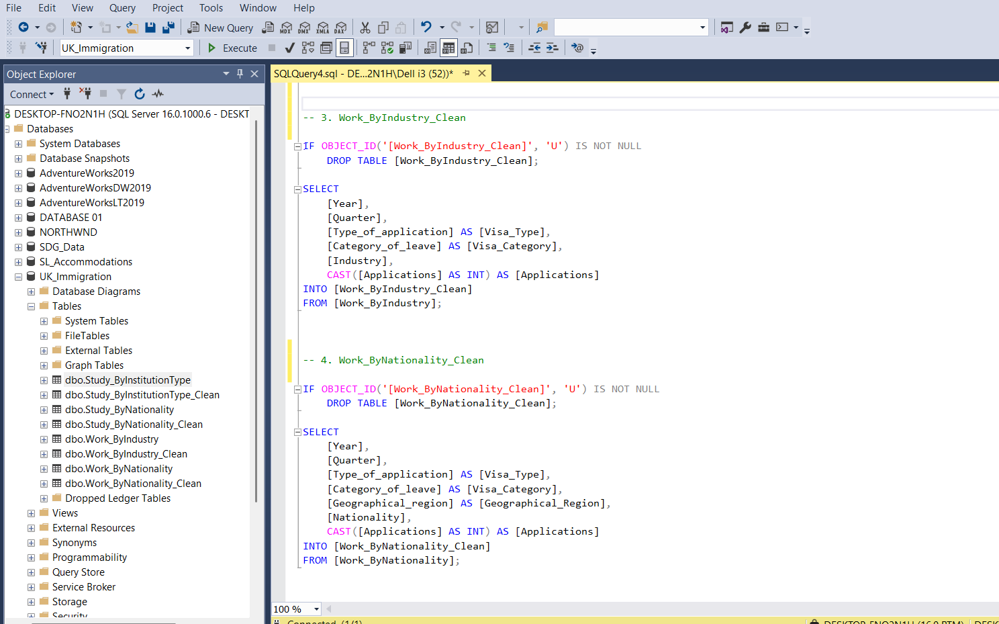 File Edit View Query Project Tools Window Help
New Query MDX DMX XMLA DAX
UK_Immigration Execute
Object Explorer
Connect
DESKTOP-FNO2N1H (SQL Server 16.0.1000.6 - DESKT
Databases
System Databases
Database Snapshots
AdventureWorks2019
AdventureWorksDW2019
AdventureWorksLT2019
DATABASE 01
NORTHWND
SDG_Data
SL_Accommodations
UK_Immigration
Database Diagrams
Tables
System Tables
FileTables
External Tables
Graph Tables
dbo.Study_ByInstitutionType
dbo.Study_ByInstitutionType_Clean
dbo.Study_ByNationality
dbo.Study_ByNationality_Clean
dbo.Work_ByIndustry
dbo.Work_ByIndustry_Clean
dbo.Work_ByNationality
dbo.Work_ByNationality_Clean
Dropped Ledger Tables
Views
External Resources
Synonyms
Programmability
Query Store
Service Broker
Storage
Security
SQLQuery4.sql - DE...2N1H\Dell i3 (52))*
-- 3. Work_ByIndustry_Clean
IF OBJECT_ID('[Work_ByIndustry_Clean]', 'U') IS NOT NULL
DROP TABLE [Work_ByIndustry_Clean];
SELECT
[Year],
[Quarter],
[Type_of_application] AS [Visa_Type],
[Category_of_leave] AS [Visa_Category],
[Industry],
CAST([Applications] AS INT) AS [Applications]
INTO [Work_ByIndustry_Clean]
FROM [Work_ByIndustry];
-- 4. Work_ByNationality_Clean
IF OBJECT_ID('[Work_ByNationality_Clean]', 'U') IS NOT NULL
DROP TABLE [Work_ByNationality_Clean];
SELECT
[Year],
[Quarter],
[Type_of_application] AS [Visa_Type],
[Category_of_leave] AS [Visa_Category],
[Geographical_region] AS [Geographical_Region],
[Nationality],
CAST([Applications] AS INT) AS [Applications]
INTO [Work_ByNationality_Clean]
FROM [Work_ByNationality];
100 %
Connected. (1/1) DESKTOP-FNO2N1H (16.0 RTM) DESK